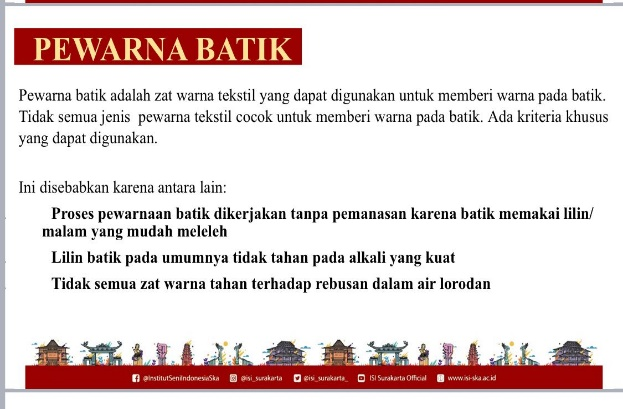 PEWARNA BATIK
Pewarna batik adalah zat warna tekstil yang dapat digunakan untuk memberi warna pada batik.
Tidak semua jenis pewarna tekstil cocok untuk memberi warna pada batik. Ada kriteria khusus
yang dapat digunakan.
Ini disebabkan karena antara lain:
Proses pewarnaan batik dikerjakan tanpa pemanasan karena batik memakai lilin/
malam yang mudah meleleh
Lilin batik pada umumnya tidak tahan pada alkali yang kuat
Tidak semua zat warna tahan terhadap rebusan dalam air lorodan
@InstitutSeniIndonesiaSka @isi_surakarta @isi_surakarta_ ISI Surakarta Official www.isi-ska.ac.id